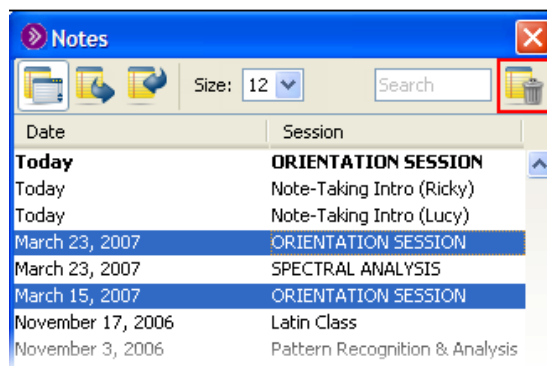 Notes
Size: 12 Search
Date Session
Today ORIENTATION SESSION
Today Note-Taking Intro (Ricky)
Today Note-Taking Intro (Lucy)
March 23, 2007 ORIENTATION SESSION
March 23, 2007 SPECTRAL ANALYSIS
March 15, 2007 ORIENTATION SESSION
November 17, 2006 Latin Class
November 3, 2006 Pattern Recognition & Analysis